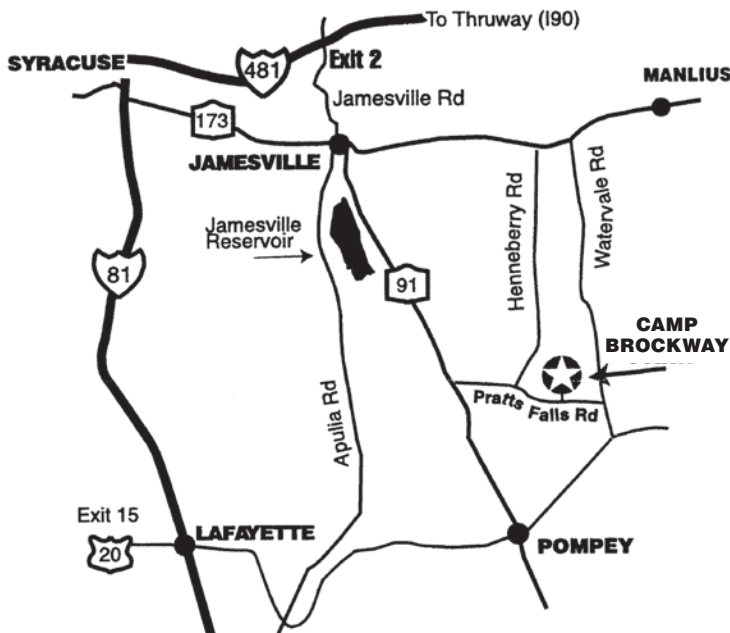 To Thruway (I90)
SYRACUSE
481
Exit 2
MANLIUS
Jamesville Rd
173
JAMESVILLE
Henneberry Rd
Watervale Rd
Jamesville
Reservoir
81
91
CAMP
BROCKWAY
Pratts Falls Rd
Apulia Rd
Exit 15
20
LAFAYETTE
POMPEY